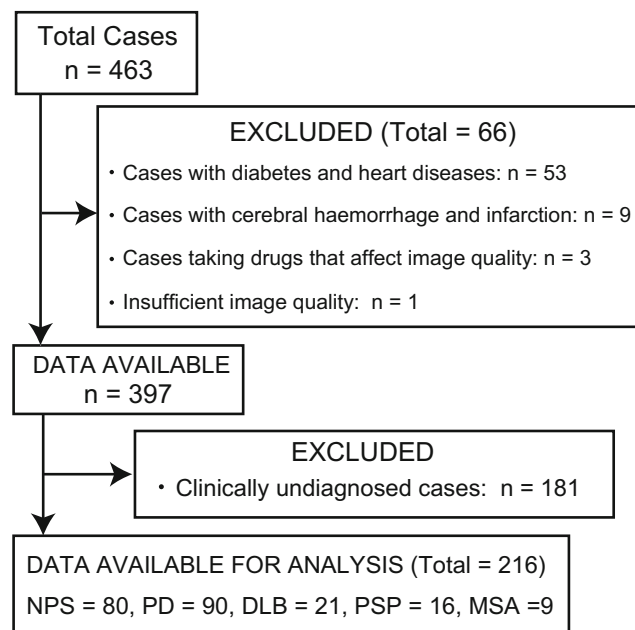 Total Cases
n = 463
EXCLUDED (Total = 66)
・Cases with diabetes and heart diseases: n = 53
・Cases with cerebral haemorrhage and infarction: n = 9
・Cases taking drugs that affect image quality: n = 3
・Insufficient image quality: n = 1
DATA AVAILABLE
n = 397
EXCLUDED
・Clinically undiagnosed cases: n = 181
DATA AVAILABLE FOR ANALYSIS (Total = 216)
NPS = 80, PD = 90, DLB = 21, PSP = 16, MSA =9